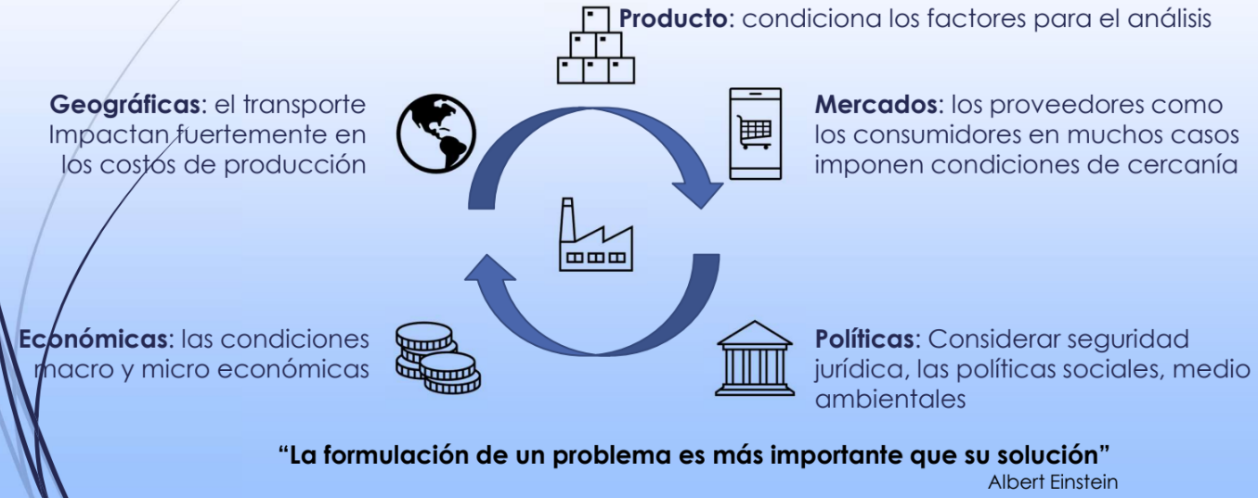 Producto: condiciona los factores para el análisis
Geográficas: el transporte
Impactan fuertemente en
los costos de producción
Mercados: los proveedores como
los consumidores en muchos casos
imponen condiciones de cercanía
Económicas: las condiciones
macro y micro económicas
Políticas: Considerar seguridad
jurídica, las políticas sociales, medio
ambientales
“La formulación de un problema es más importante que su solución”
Albert Einstein